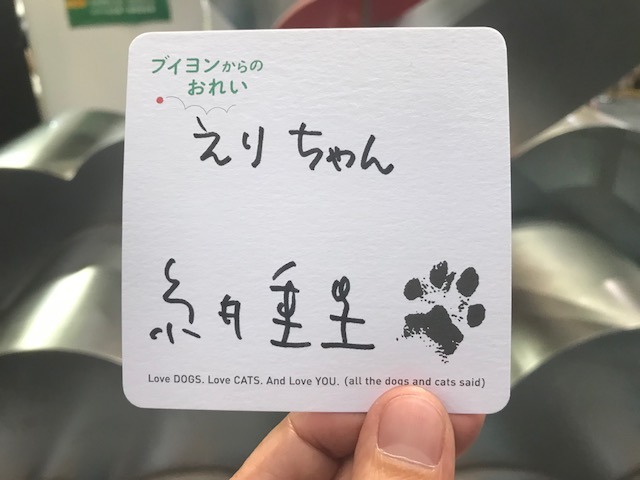 ブイヨンからの
おれい
えりちゃん
糸井重里
Love DOGS. Love CATS. And Love YOU. (all the dogs and cats said)